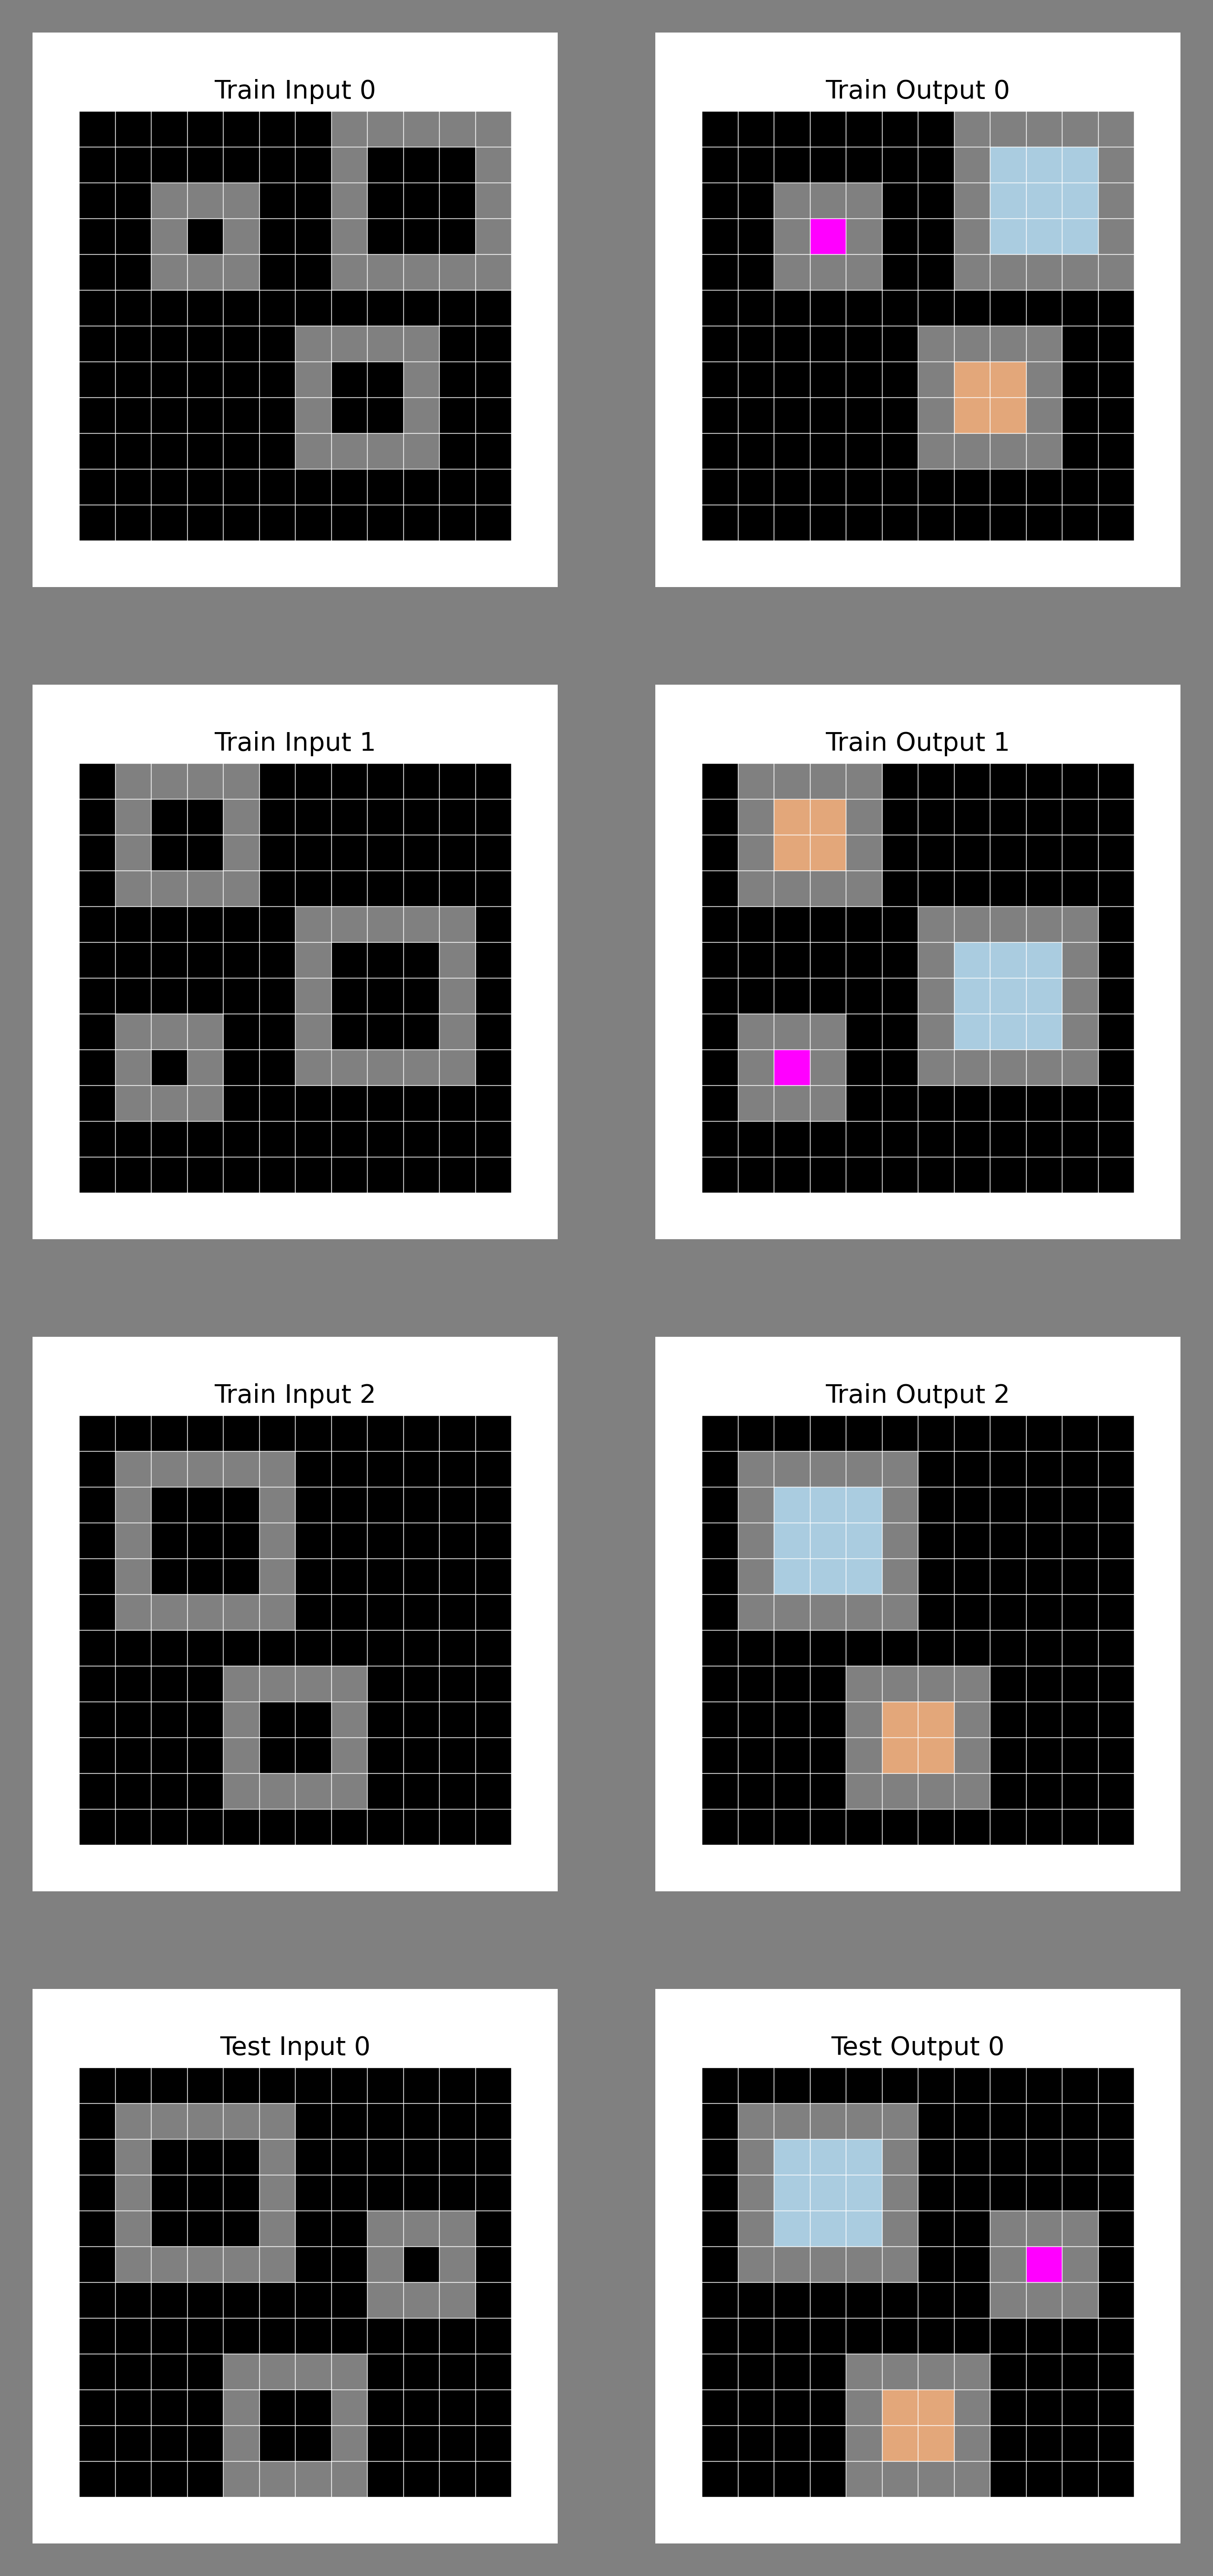 Train Input 0
Train Output 0
Train Input 1
Train Output 1
Train Input 2
Train Output 2
Test Input 0
Test Output 0